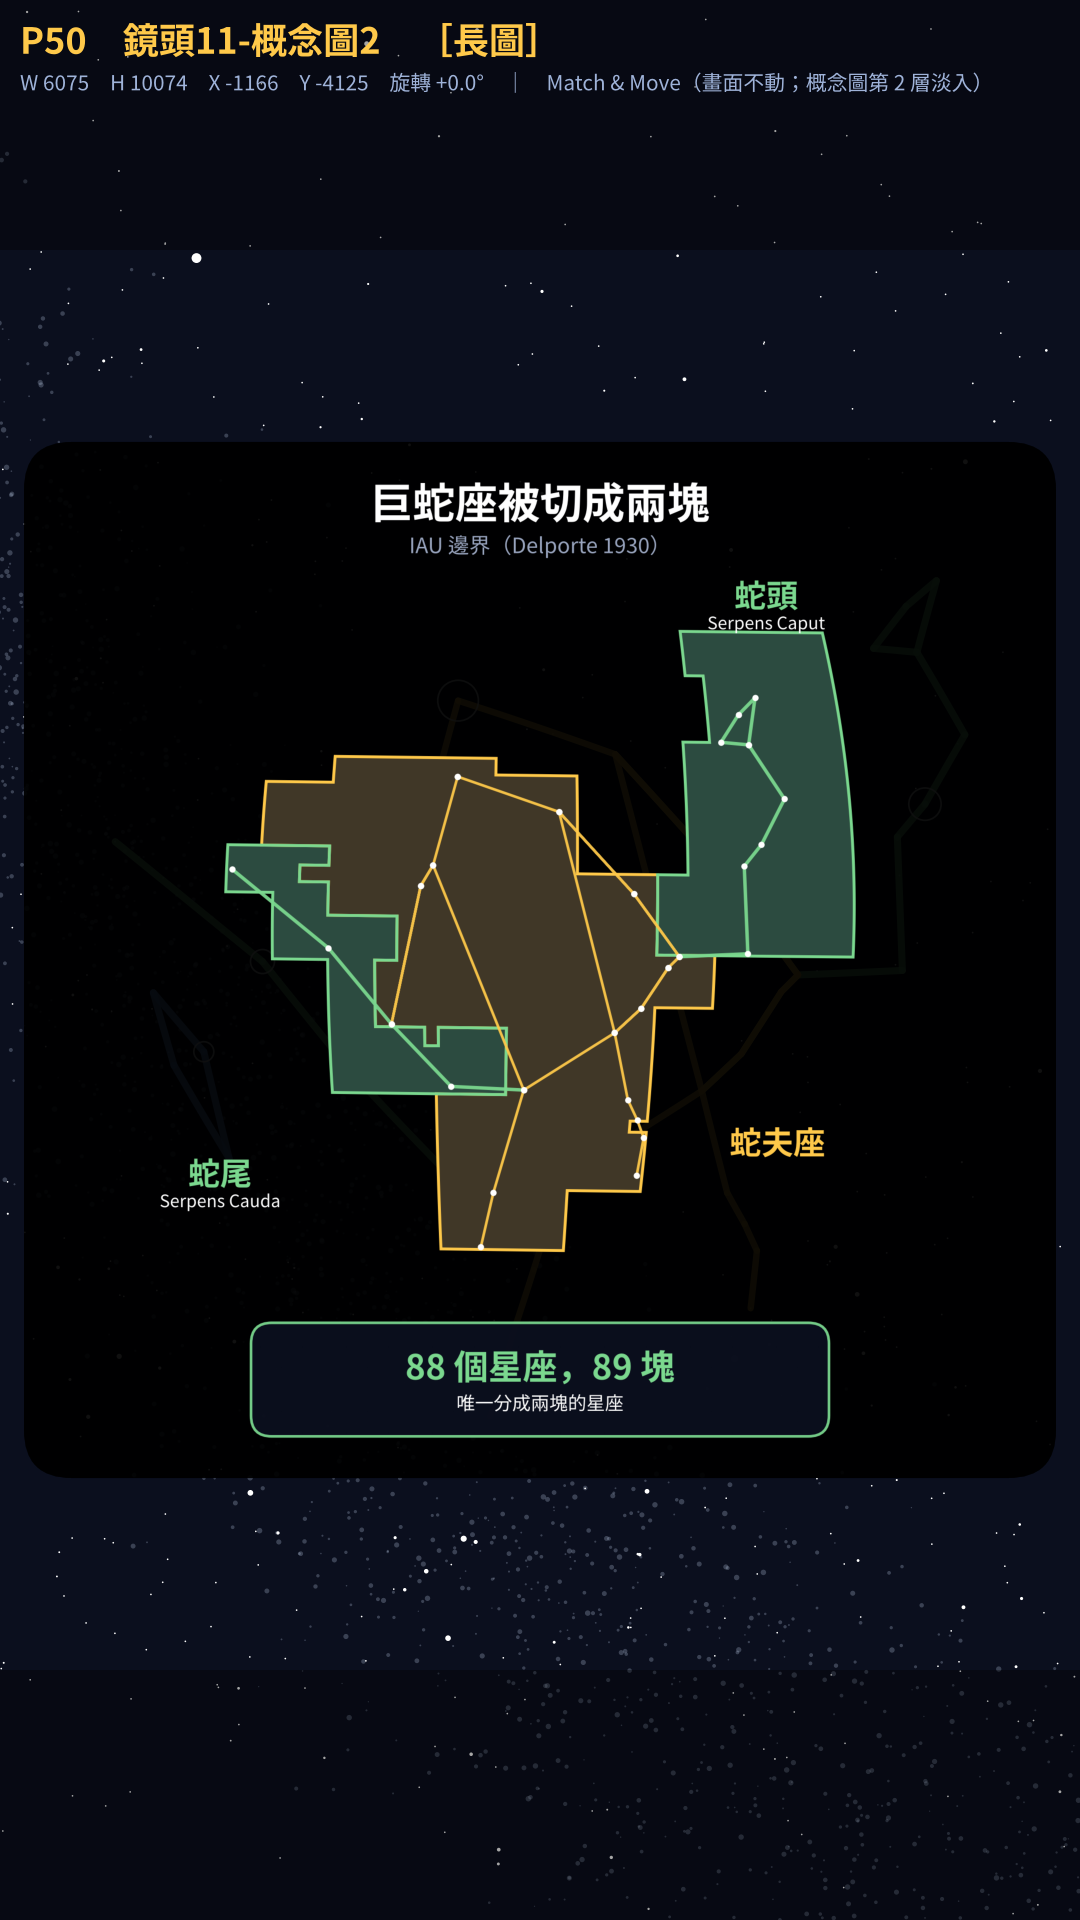 P50 鏡頭11-概念圖2 ［長圖］
W 6075 H 10074 X -1166 Y -4125 旋轉 +0.0° ｜ Match & Move（畫面不動；概念圖第 2 層淡入）
巨蛇座被切成兩塊
IAU 邊界（Delporte 1930）
蛇頭
Serpens Caput
蛇夫座
蛇尾
Serpens Cauda
88 個星座，89 塊
唯一分成兩塊的星座